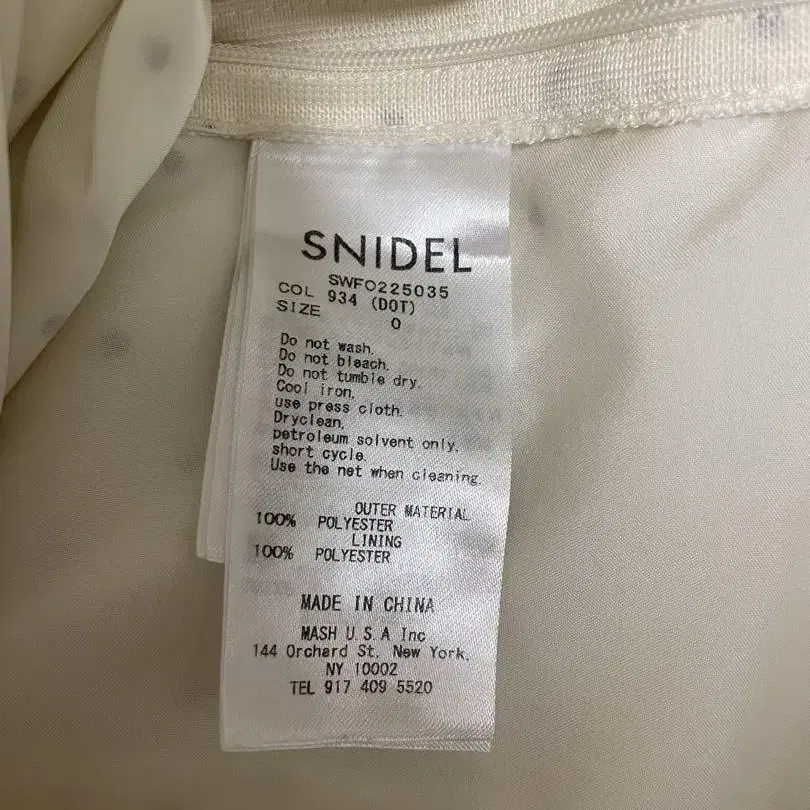 SNIDEL
SWFO225035
COL 934 (DOT)
SIZE 0
Do not wash.
Do not bleach.
Do not tumble dry.
Cool iron,
use press cloth.
Dryclean,
petroleum solvent only.
short cycle.
Use the net when cleaning.
OUTER MATERIAL
100% POLYESTER
LINING
100% POLYESTER
MADE IN CHINA
MASH U.S.A Inc
144 Orchard St, New York,
NY 10002
TEL 917 409 5520